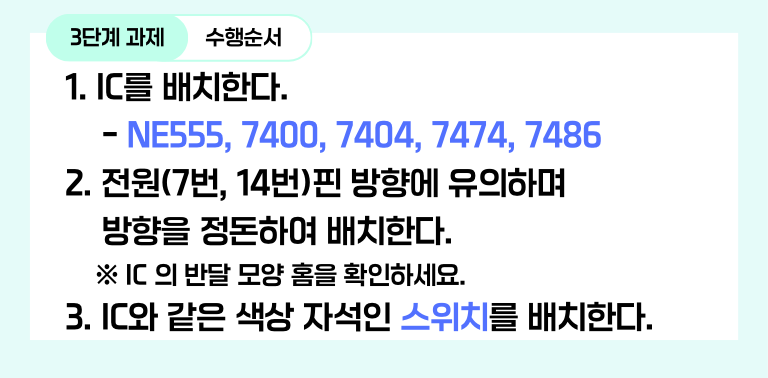 3단계 과제 수행순서
1. IC를 배치한다.
- NE555, 7400, 7404, 7474, 7486
2. 전원(7번, 14번)핀 방향에 유의하며
방향을 정돈하여 배치한다.
※ IC 의 반달 모양 홈을 확인하세요.
3. IC와 같은 색상 자석인 스위치를 배치한다.